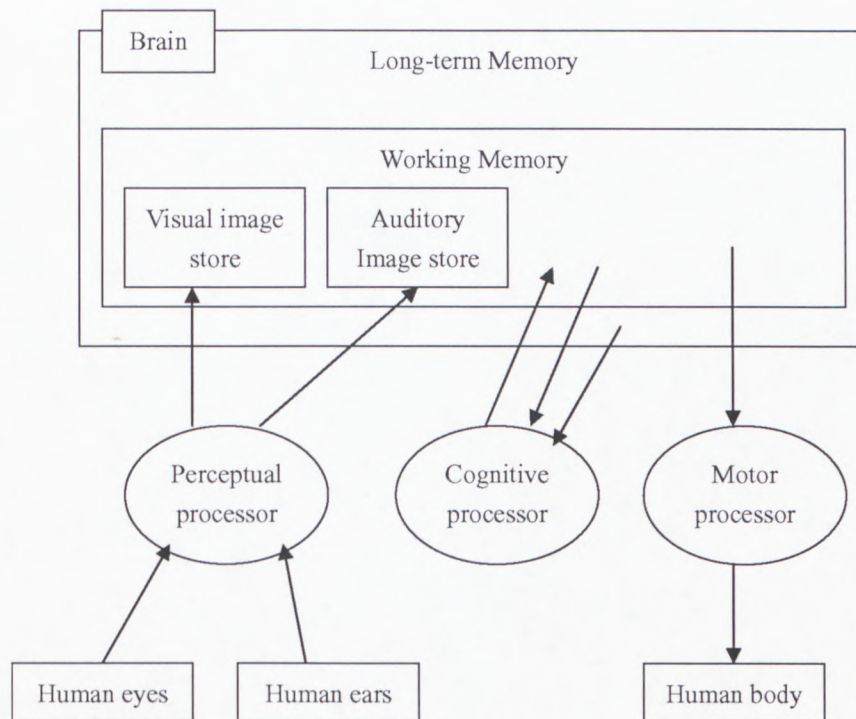 Brain
Long-term Memory
Working Memory
Visual image
store
Auditory
Image store
Perceptual
processor
Cognitive
processor
Motor
processor
Human eyes
Human ears
Human body